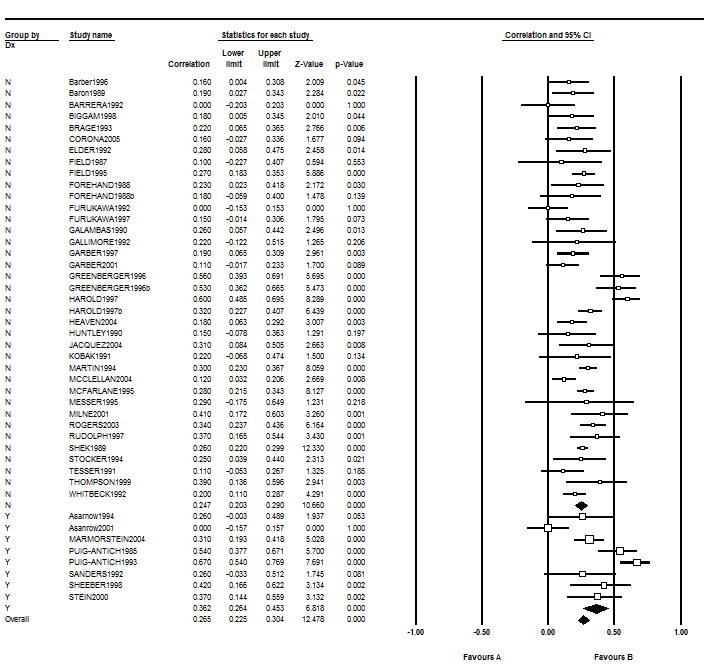 Group by Study name Statistics for each study Correlation and 95% CI
Dx
Lower Upper
Correlation limit limit Z-Value p-Value
N Barber1996 0.160 0.004 0.308 2.009 0.045
N Baron1989 0.190 0.027 0.343 2.284 0.022
N BARRERA1992 0.000 -0.203 0.203 0.000 1.000
N BIGGAM1998 0.180 0.005 0.345 2.010 0.044
N BRAGE1993 0.220 0.065 0.365 2.766 0.006
N CORONA2005 0.160 -0.027 0.336 1.677 0.094
N ELDER1992 0.280 0.058 0.475 2.458 0.014
N FIELD1987 0.100 -0.227 0.407 0.594 0.553
N FIELD1995 0.270 0.183 0.353 5.886 0.000
N FOREHAND1988 0.230 0.023 0.418 2.172 0.030
N FOREHAND1988b 0.180 -0.059 0.400 1.478 0.139
N FURUKAWA1992 0.000 -0.153 0.153 0.000 1.000
N FURUKAWA1997 0.150 -0.014 0.306 1.795 0.073
N GALAMBAS1990 0.260 0.057 0.442 2.496 0.013
N GALLIMORE1992 0.220 -0.122 0.515 1.265 0.206
N GARBER1997 0.190 0.065 0.309 2.961 0.003
N GARBER2001 0.110 -0.017 0.233 1.700 0.089
N GREENBERGER1996 0.560 0.393 0.691 5.695 0.000
N GREENBERGER1996b 0.530 0.362 0.665 5.473 0.000
N HAROLD1997 0.600 0.485 0.695 8.289 0.000
N HAROLD1997b 0.320 0.227 0.407 6.439 0.000
N HEAVEN2004 0.180 0.063 0.292 3.007 0.003
N HUNTLEY1990 0.150 -0.078 0.363 1.291 0.197
N JACQUEZ2004 0.310 0.084 0.505 2.663 0.008
N KOBAK1991 0.220 -0.068 0.474 1.500 0.134
N MARTIN1994 0.300 0.230 0.367 8.059 0.000
N MCCLELLAN2004 0.120 0.032 0.206 2.669 0.008
N MCFARLANE1995 0.280 0.215 0.343 8.127 0.000
N MESSER1995 0.290 -0.175 0.649 1.231 0.218
N MILNE2001 0.410 0.172 0.603 3.260 0.001
N ROGERS2003 0.340 0.237 0.436 6.164 0.000
N RUDOLPH1997 0.370 0.165 0.544 3.430 0.001
N SHEK1989 0.260 0.220 0.299 12.330 0.000
N STOCKER1994 0.250 0.039 0.440 2.313 0.021
N TESSER1991 0.110 -0.053 0.267 1.325 0.185
N THOMPSON1999 0.390 0.136 0.596 2.941 0.003
N WHITBECK1992 0.200 0.110 0.287 4.291 0.000
N 0.247 0.203 0.290 10.660 0.000
Y Asarnow1994 0.260 -0.003 0.489 1.937 0.053
Y Asanrow2001 0.000 -0.157 0.157 0.000 1.000
Y MARMORSTEIN2004 0.310 0.193 0.418 5.028 0.000
Y PUIG-ANTICH1985 0.540 0.377 0.671 5.700 0.000
Y PUIG-ANTICH1993 0.670 0.540 0.769 7.691 0.000
Y SANDERS1992 0.260 -0.033 0.512 1.745 0.081
Y SHEEBER1998 0.420 0.166 0.622 3.134 0.002
Y STEIN2000 0.370 0.144 0.559 3.132 0.002
Y 0.362 0.264 0.453 6.818 0.000
Overall 0.265 0.225 0.304 12.478 0.000
-1.00 -0.50 0.00 0.50 1.00
Favours A Favours B